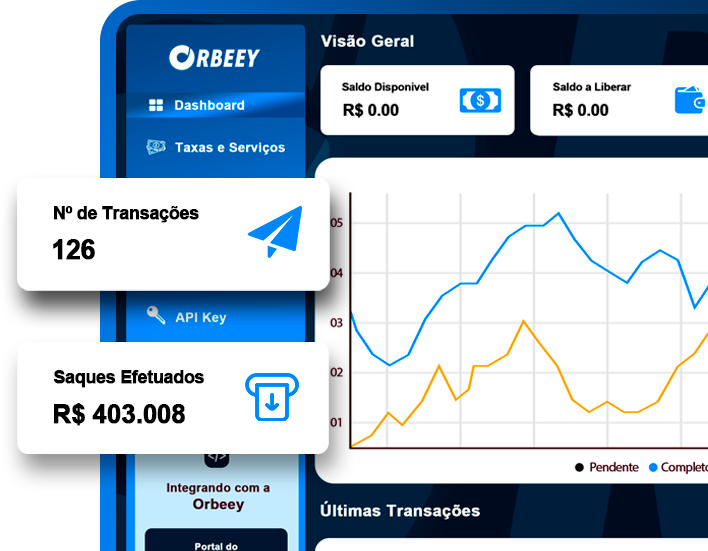 ORBEEY
Dashboard
Taxas e Serviços
Nº de Transações
126
API Key
Saques Efetuados
R$ 403.008
Integrando com a
Orbeey
Portal do
Visão Geral
Saldo Disponivel
R$ 0.00
Saldo a Liberar
R$ 0.00
05
04
03
02
01
Pendente
Completo
Últimas Transações